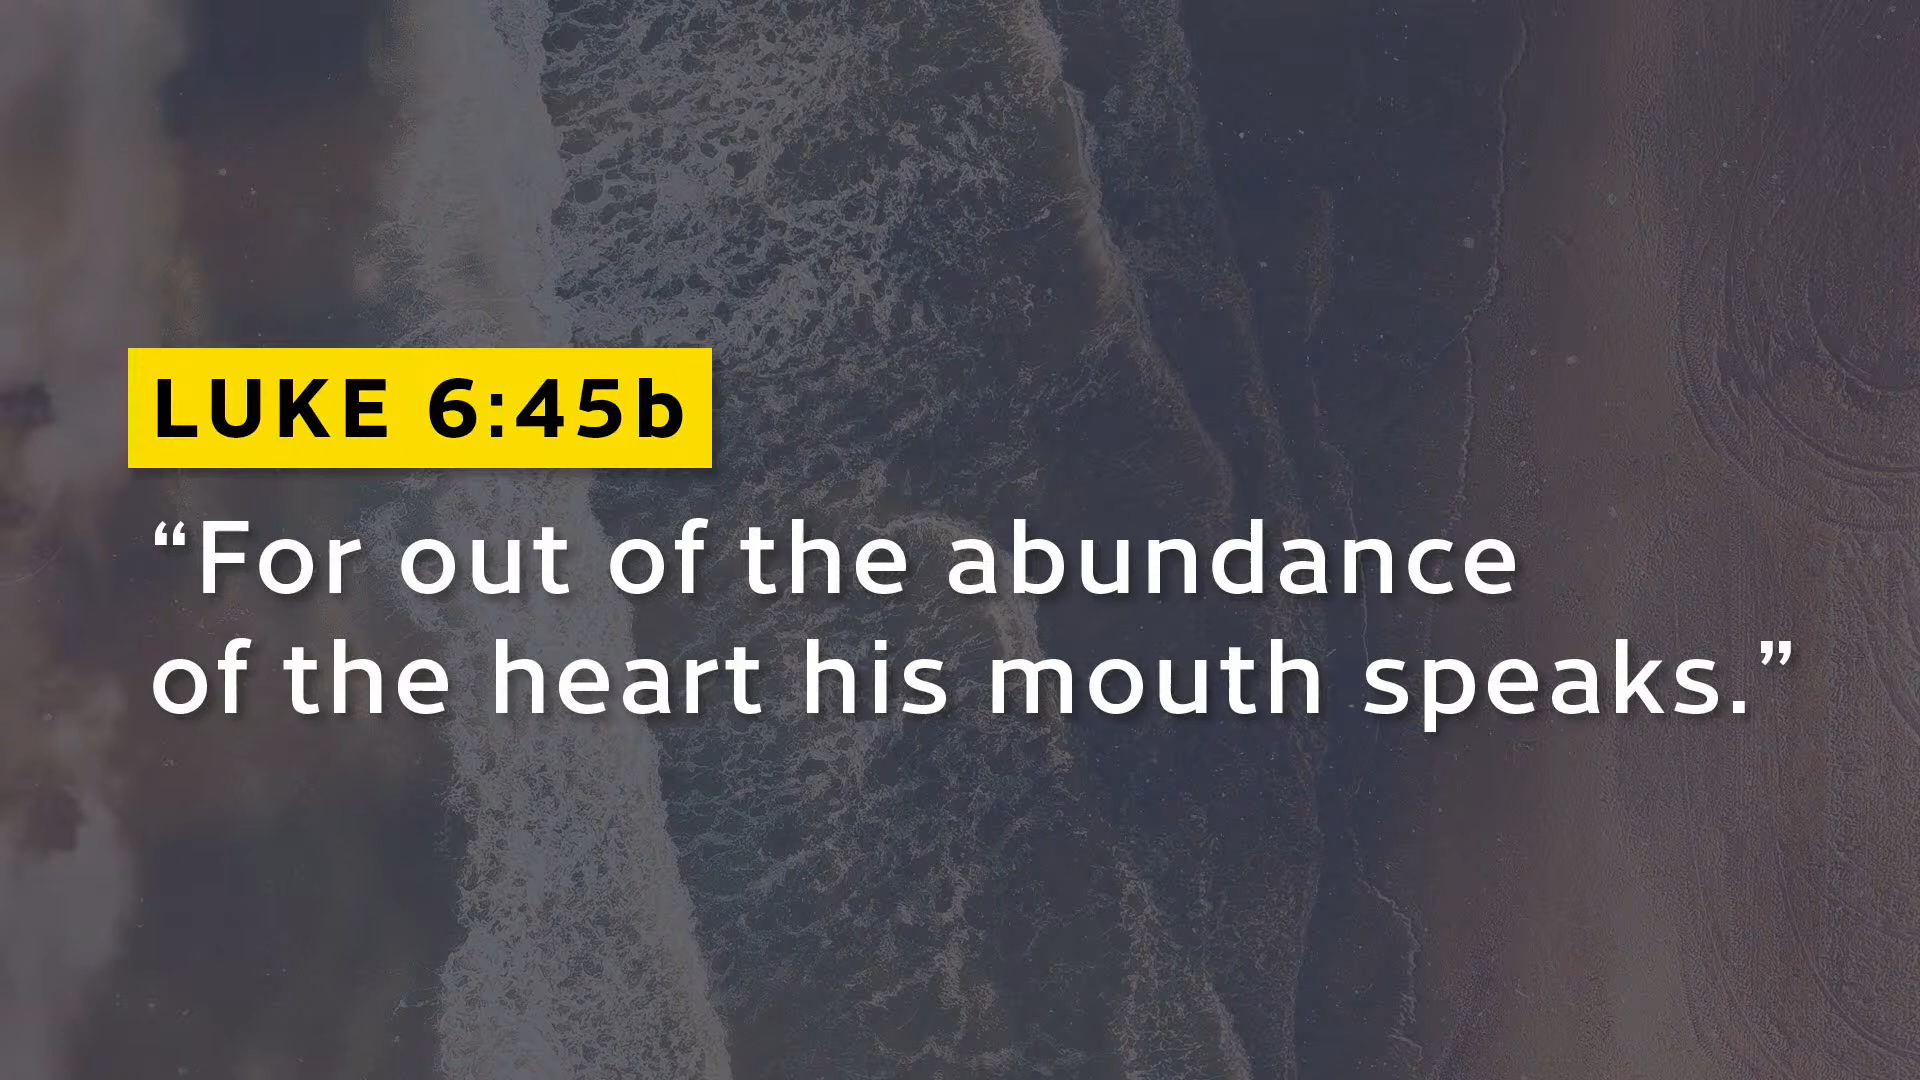 LUKE 6:45b
“For out of the abundance
of the heart his mouth speaks.”